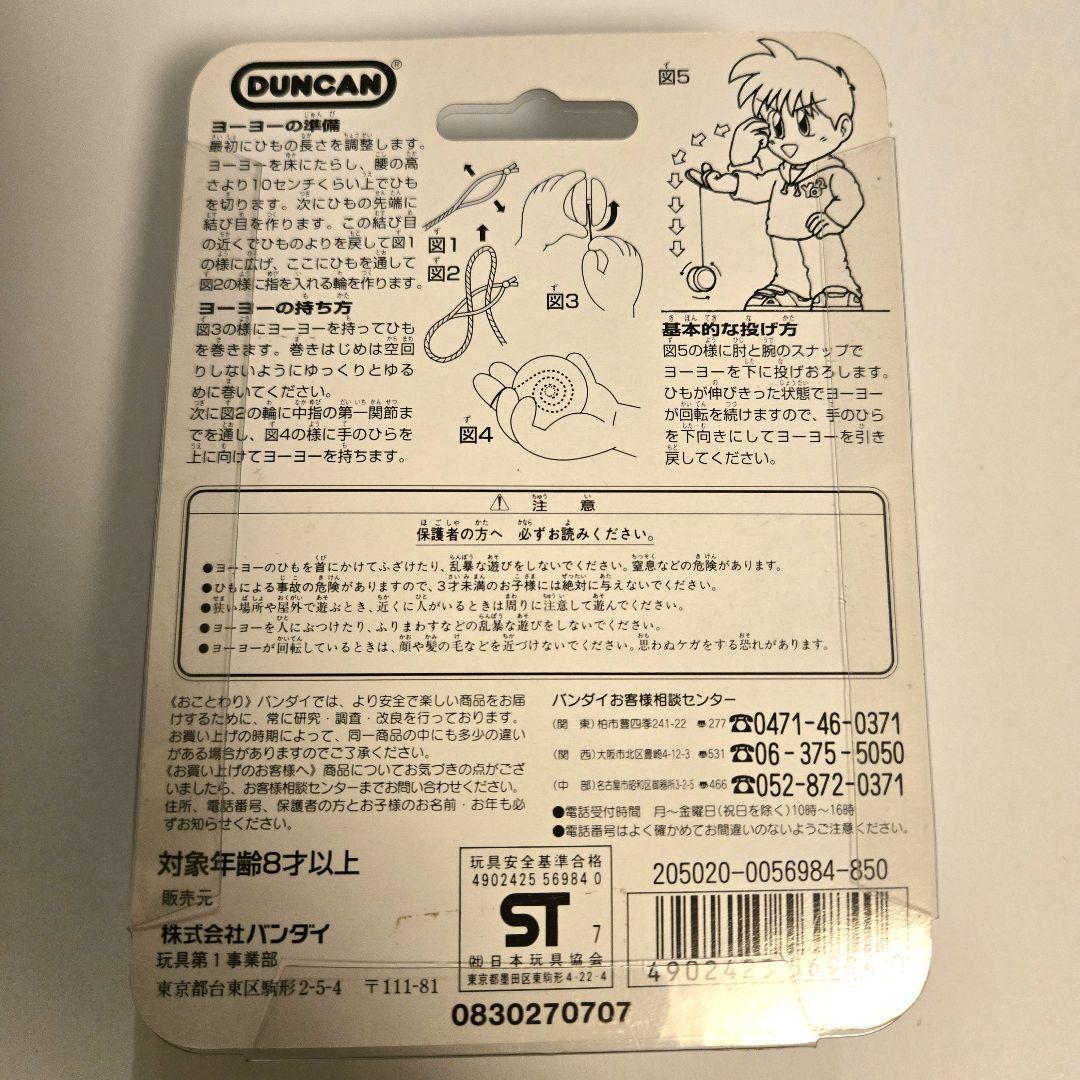 DUNCAN®
ヨーヨーの準備
最初にひもの長さを調整します。
ヨーヨーを床にたらし、腰の高
さより10センチくらい上でひも
を切ります。次にひもの先端に
結び目を作ります。この結び目
の近くでひものよりを戻して図1
の様に広げ、ここにひもを通して
図2の様に指を入れる輪を作ります。
ヨーヨーの持ち方
図3の様にヨーヨーを持ってひも
を巻きます。巻きはじめは空回
りしないようにゆっくりとゆる
めに巻いてください。
次に図2の輪に中指の第一関節ま
でを通し、図4の様に手のひらを
上に向けてヨーヨーを持ちます。
図1
図2
図3
図4
図5
YO2
基本的な投げ方
図5の様に肘と腕のスナップで
ヨーヨーを下に投げおろします。
ひもが伸びきった状態でヨーヨー
が回転を続けますので、手のひら
を下向きにしてヨーヨーを引き
戻してください。
⚠ 注意
保護者の方へ 必ずお読みください。
●ヨーヨーのひもを首にかけてふざけたり、乱暴な遊びをしないでください。窒息などの危険があります。
●ひもによる事故の危険がありますので、3才未満のお子様には絶対に与えないでください。
●狭い場所や屋外で遊ぶとき、近くに人がいるときは周りに注意して遊んでください。
●ヨーヨーを人にぶつけたり、ふりまわすなどの乱暴な遊びをしないでください。
●ヨーヨーが回転しているときは、顔や髪の毛などを近づけないでください。思わぬケガをする恐れがあります。
《おことわり》バンダイでは、より安全で楽しい商品をお届
けするために、常に研究・調査・改良を行っております。
お買い上げの時期によって、同一商品の中にも多少の違い
がある場合がありますのでご了承ください。
《お買い上げのお客様へ》商品についてお気づきの点がござ
いましたら、お客様相談センターまでお問い合わせください。
住所、電話番号、保護者の方とお子様のお名前・お年も必
ずお知らせください。
バンダイお客様相談センター
(関 東)柏市豊四季241-22 〒277 ☎0471-46-0371
(関 西)大阪市北区豊崎4-12-3 〒531 ☎06-375-5050
(中 部)名古屋市昭和区御器所3-2-5 〒466 ☎052-872-0371
●電話受付時間 月～金曜日(祝日を除く)10時～16時
●電話番号はよく確かめてお間違いのないようご注意ください。
対象年齢8才以上
販売元
株式会社バンダイ
玩具第1事業部
東京都台東区駒形2-5-4 〒111-81
玩具安全基準合格
4902425 56984 0
ST 7
㈳日本玩具協会
東京都墨田区東駒形4-22-4
0830270707
205020-0056984-850
4902425 56984 0